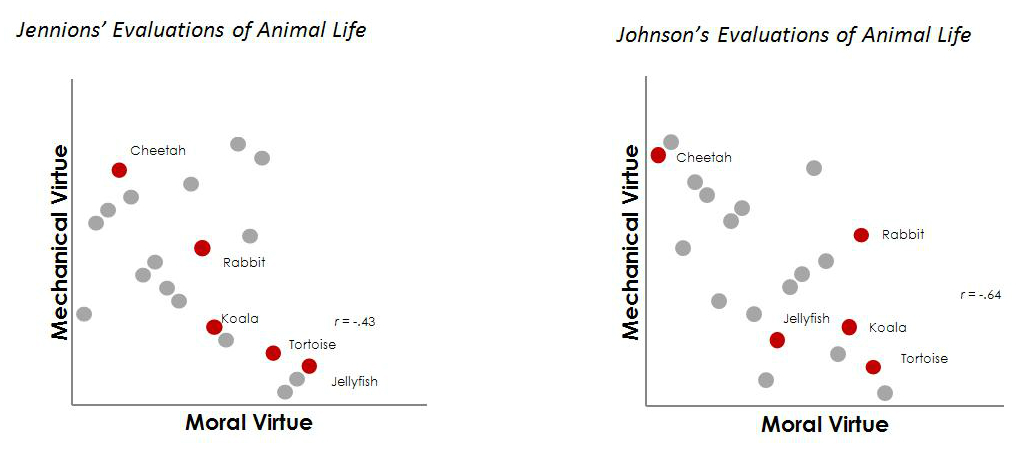 Jennions' Evaluations of Animal Life
Mechanical Virtue
Cheetah
Rabbit
Koala
r = -.43
Tortoise
Jellyfish
Moral Virtue
Johnson's Evaluations of Animal Life
Mechanical Virtue
Cheetah
Rabbit
r = -.64
Jellyfish
Koala
Tortoise
Moral Virtue